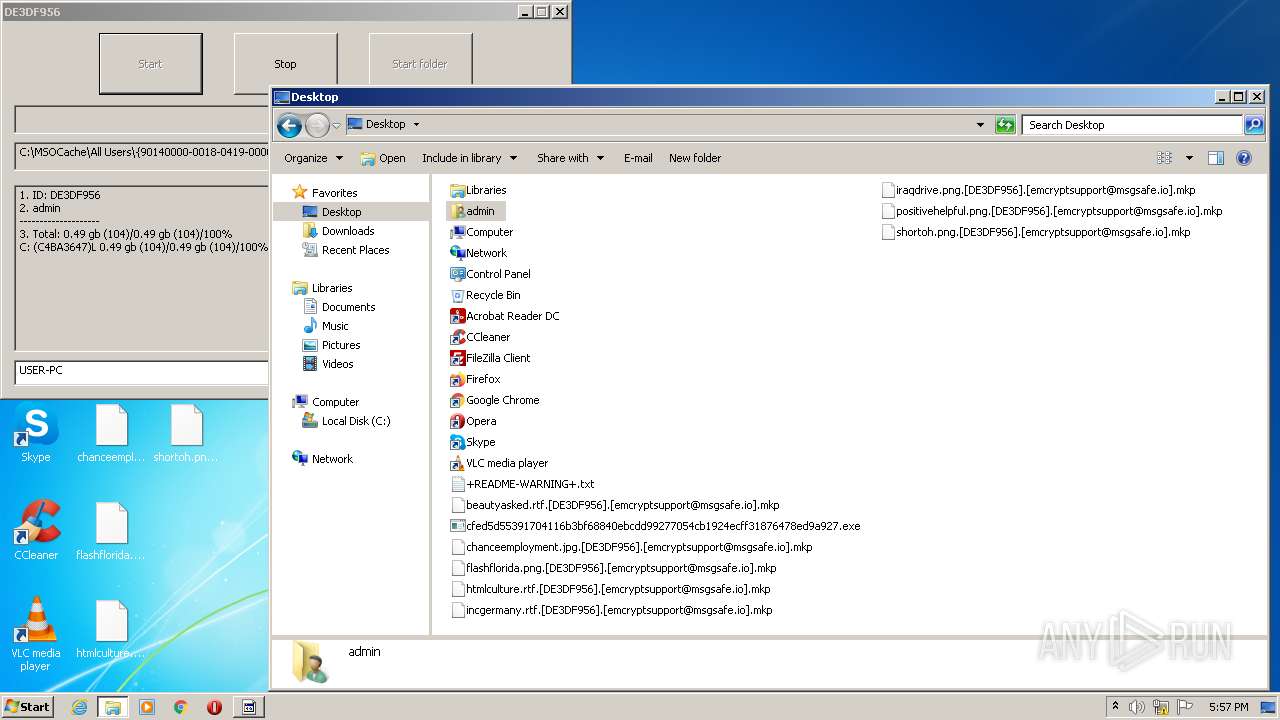 DE3DF956
Start
Stop
Start folder
C:\MSOCache\All Users\{90140000-0018-0419-000
1. ID: DE3DF956
2. admin
--------------------
3. Total: 0.49 gb (104)/0.49 gb (104)/100%
C: (C4BA3647)L 0.49 gb (104)/0.49 gb (104)/100%
USER-PC
Desktop
Desktop
Search Desktop
Organize
Open
Include in library
Share with
E-mail
New folder
Favorites
Desktop
Downloads
Recent Places
Libraries
Documents
Music
Pictures
Videos
Computer
Local Disk (C:)
Network
Libraries
admin
Computer
Network
Control Panel
Recycle Bin
Acrobat Reader DC
CCleaner
FileZilla Client
Firefox
Google Chrome
Opera
Skype
VLC media player
+README-WARNING+.txt
beautyasked.rtf.[DE3DF956].[emcryptsupport@msgsafe.io].mkp
cfed5d55391704116b3bf68840ebcdd99277054cb1924ecff31876478ed9a927.exe
chanceemployment.jpg.[DE3DF956].[emcryptsupport@msgsafe.io].mkp
flashflorida.png.[DE3DF956].[emcryptsupport@msgsafe.io].mkp
htmlculture.rtf.[DE3DF956].[emcryptsupport@msgsafe.io].mkp
incgermany.rtf.[DE3DF956].[emcryptsupport@msgsafe.io].mkp
iraqdrive.png.[DE3DF956].[emcryptsupport@msgsafe.io].mkp
positivehelpful.png.[DE3DF956].[emcryptsupport@msgsafe.io].mkp
shortoh.png.[DE3DF956].[emcryptsupport@msgsafe.io].mkp
admin
Skype
chanceempl...
shortoh.pn...
CCleaner
flashflorida....
VLC media
player
htmlculture....
ANY RUN
Start
5:57 PM